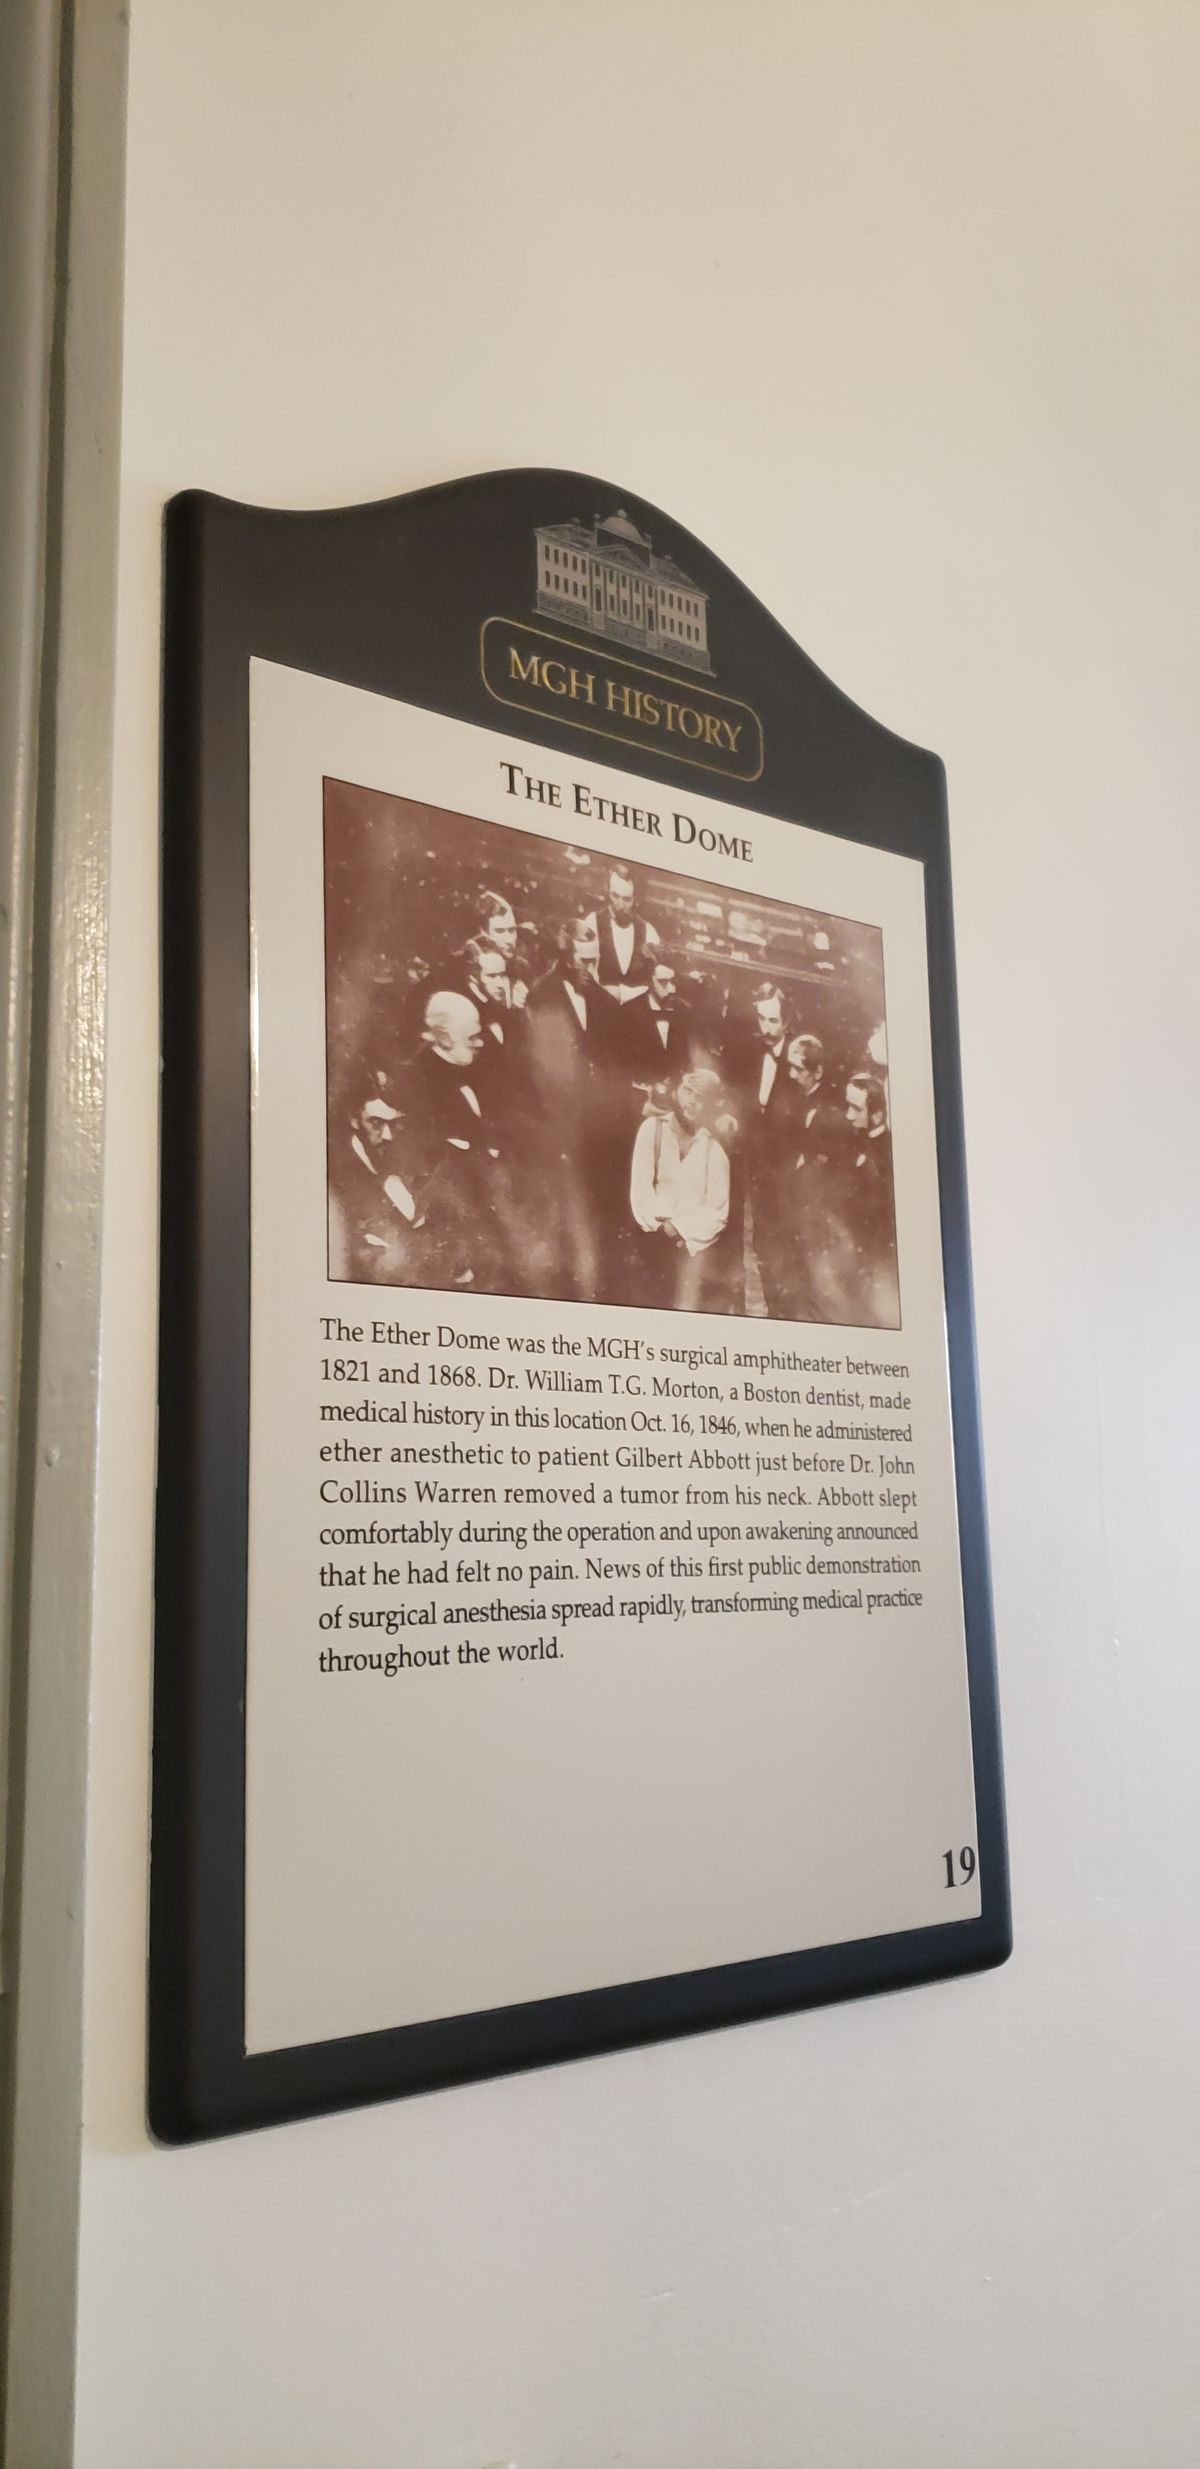 MGH HISTORY
THE ETHER DOME
The Ether Dome was the MGH's surgical amphitheater between
1821 and 1868. Dr. William T.G. Morton, a Boston dentist, made
medical history in this location Oct. 16, 1846, when he administered
ether anesthetic to patient Gilbert Abbott just before Dr. John
Collins Warren removed a tumor from his neck. Abbott slept
comfortably during the operation and upon awakening announced
that he had felt no pain. News of this first public demonstration
of surgical anesthesia spread rapidly, transforming medical practice
throughout the world.
19